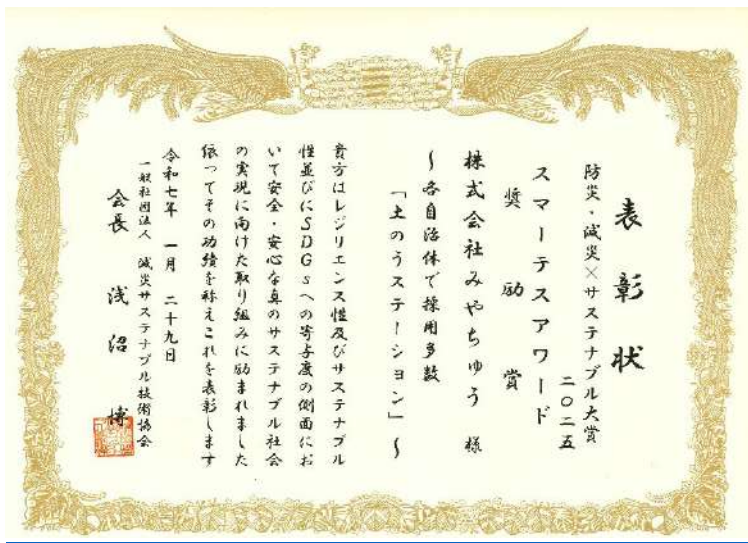 表彰状
防災・減災×サステナブル大賞
二〇二五
スマーテスアワード
奨励賞
株式会社みやちゅう 様
~各自治体で採用多数
「土のうステーション」~
貴方はレジリエンス性及びサステナブル
性並びにSDGsへの寄与度の側面にお
いて安全・安心な真のサステナブル社会
の実現に向けた取り組みに励まれました
依ってその功績を称えこれを表彰します
令和七年 一月 二十九日
一般社団法人 減災サステナブル技術協会
会長 浅沼 博